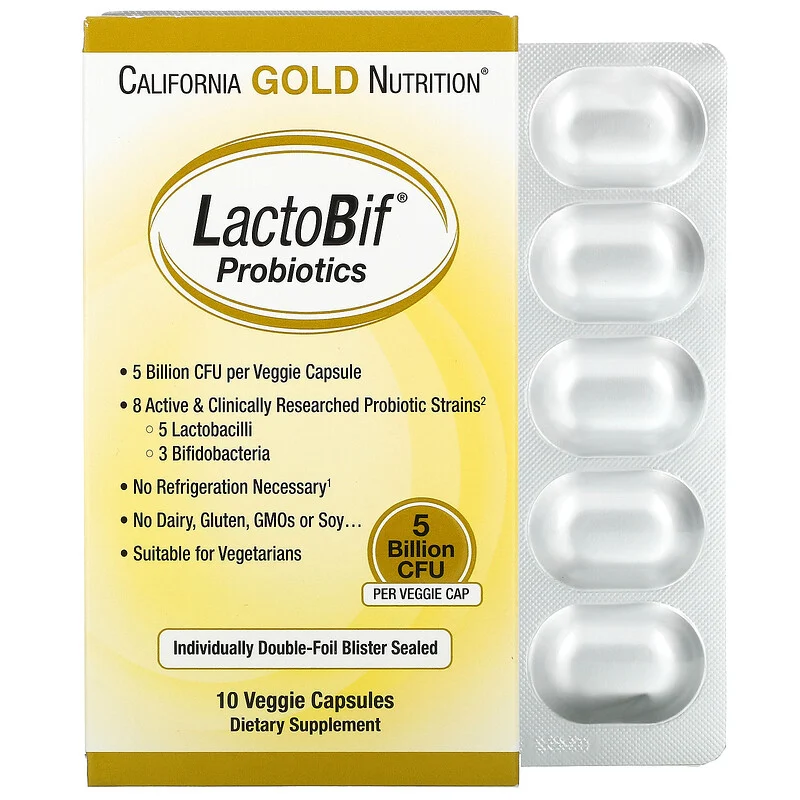 CALIFORNIA GOLD NUTRITION®
LactoBif®
Probiotics
• 5 Billion CFU per Veggie Capsule
• 8 Active & Clinically Researched Probiotic Strains²
○ 5 Lactobacilli
○ 3 Bifidobacteria
• No Refrigeration Necessary¹
• No Dairy, Gluten, GMOs or Soy…
• Suitable for Vegetarians
5
Billion
CFU
PER VEGGIE CAP
Individually Double-Foil Blister Sealed
10 Veggie Capsules
Dietary Supplement